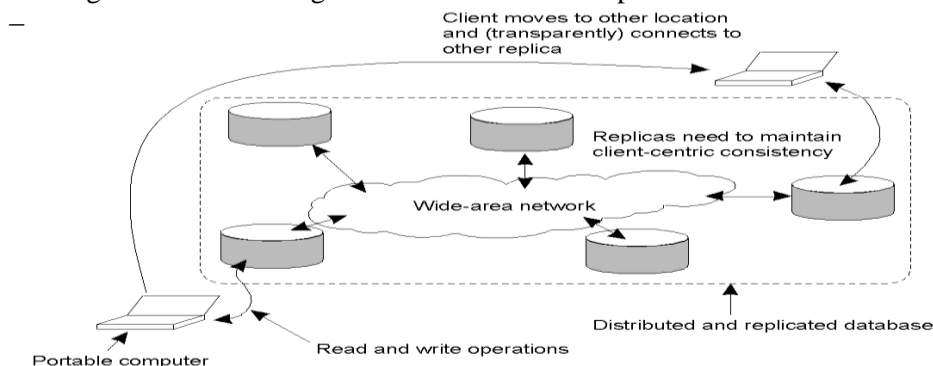 Client moves to other location
and (transparently) connects to
other replica
Replicas need to maintain
client-centric consistency
Wide-area network
Distributed and replicated database
Read and write operations
Portable computer